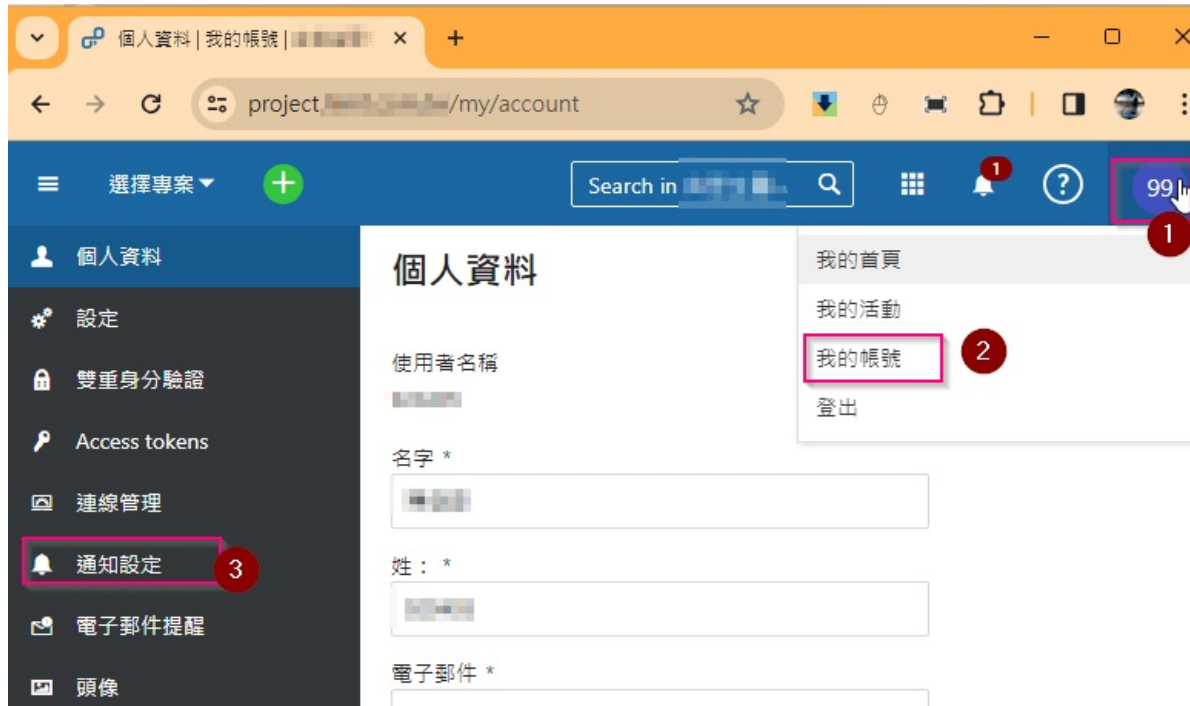 個人資料 | 我的帳號 |
project. /my/account
選擇專案
Search in
1
99
1
個人資料
設定
雙重身分驗證
Access tokens
連線管理
通知設定
3
電子郵件提醒
頭像
個人資料
使用者名稱
名字 *
姓： *
電子郵件 *
我的首頁
我的活動
我的帳號
2
登出